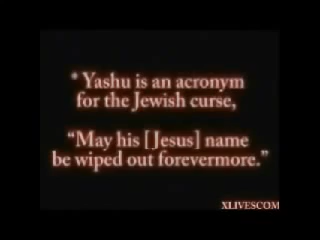 * Yashu is an acronym
for the Jewish curse,
"May his [Jesus] name
be wiped out forevermore."
XLIVESCOM